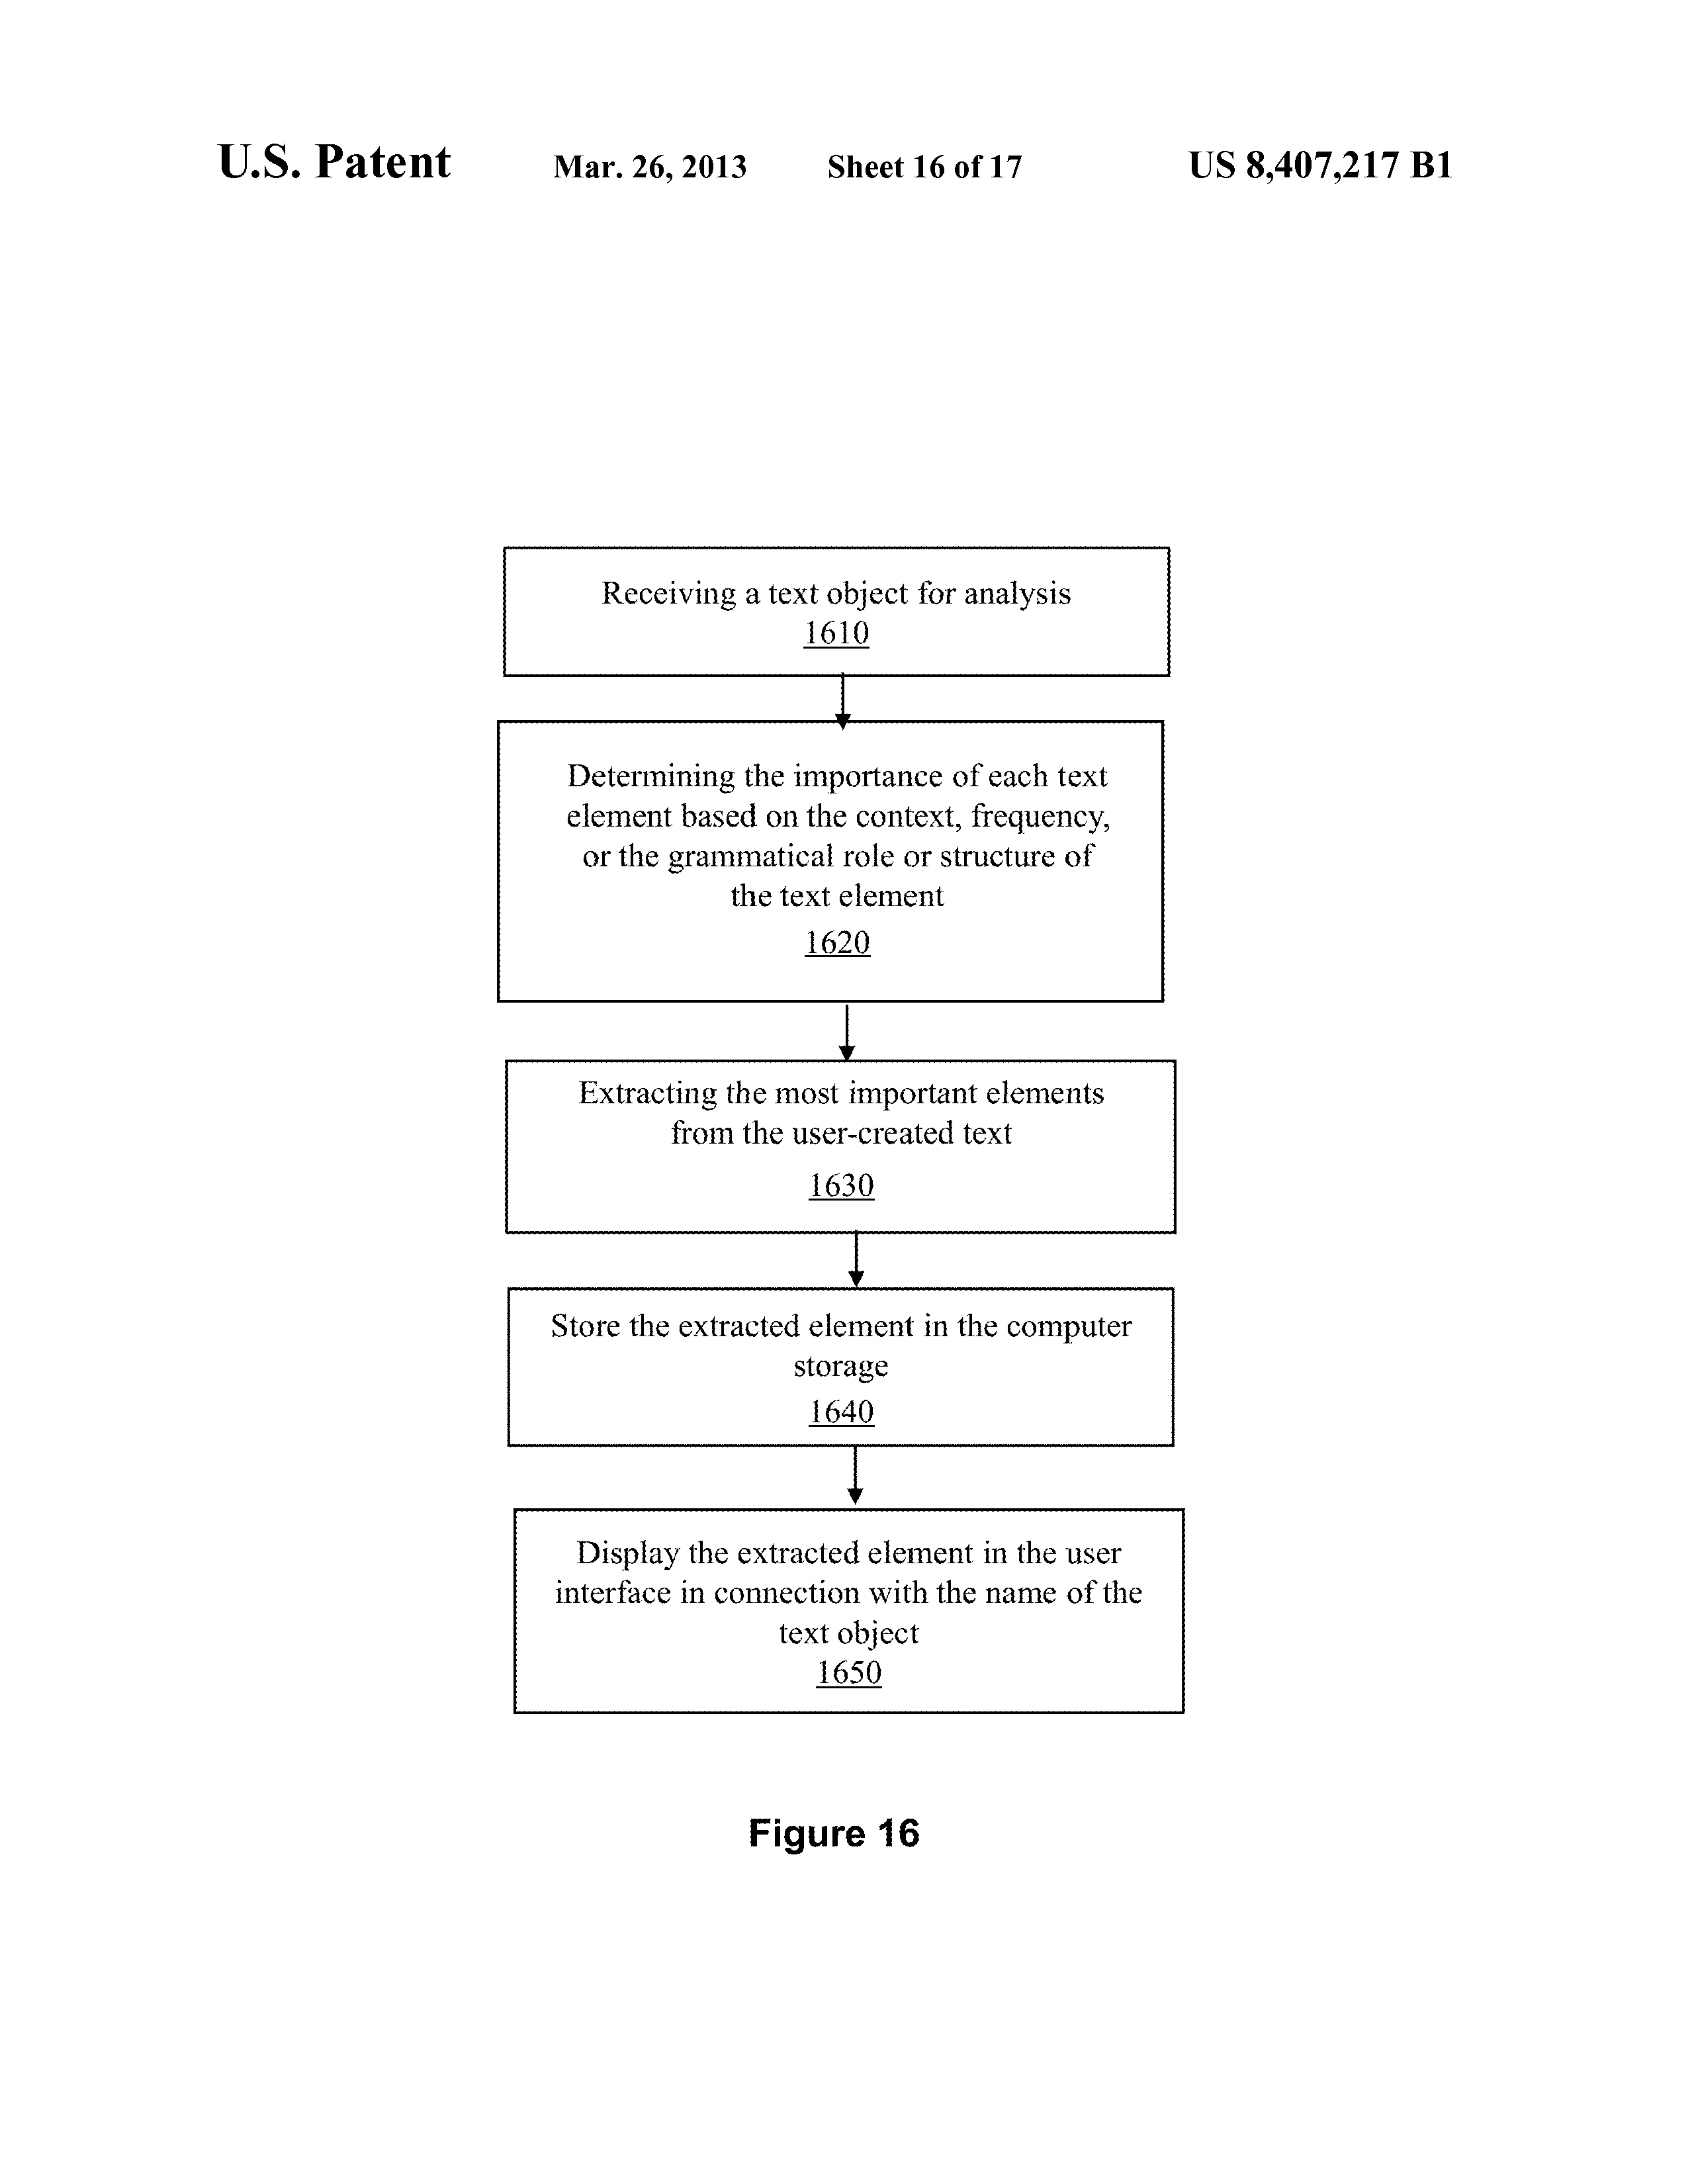 U.S. Patent Mar. 26, 2013 Sheet 16 of 17 US 8,407,217 B1
Receiving a text object for analysis
1610
Determining the importance of each text
element based on the context, frequency,
or the grammatical role or structure of
the text element
1620
Extracting the most important elements
from the user-created text
1630
Store the extracted element in the computer
storage
1640
Display the extracted element in the user
interface in connection with the name of the
text object
1650
Figure 16